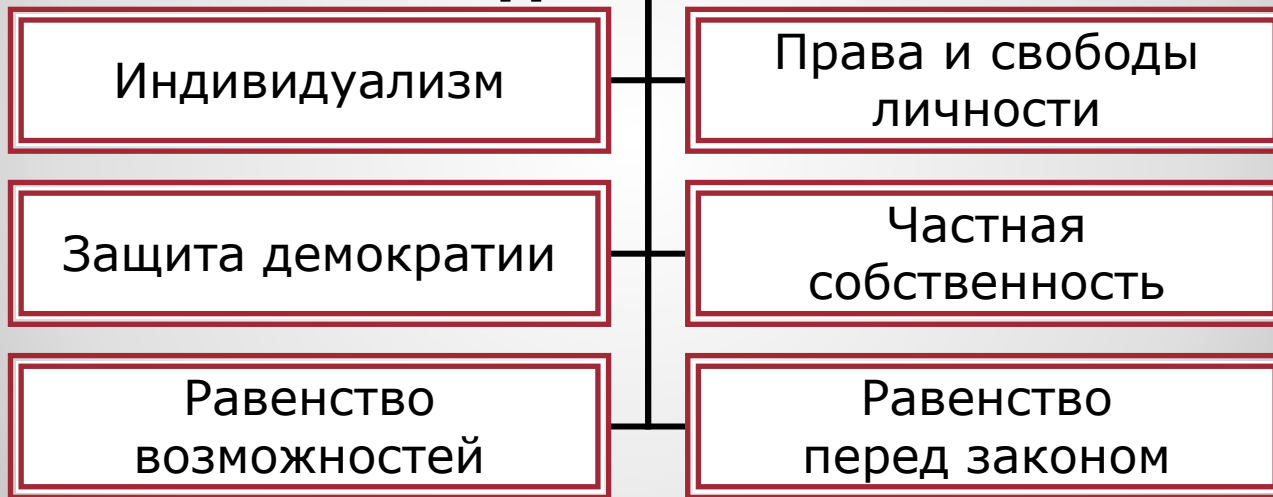 Индивидуализм
Права и свободы
личности
Защита демократии
Частная
собственность
Равенство
возможностей
Равенство
перед законом